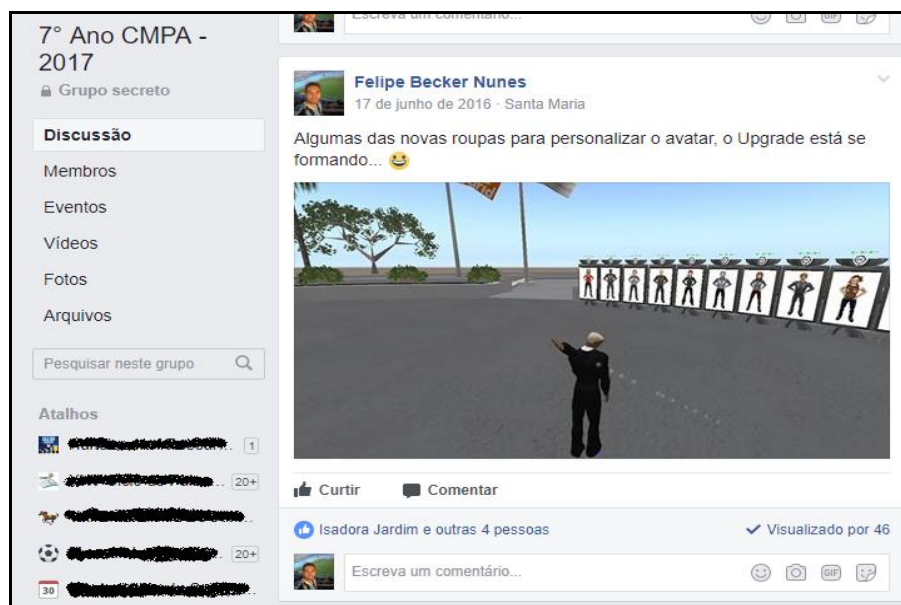 7° Ano CMPA -
2017
Grupo secreto
Discussão
Membros
Eventos
Vídeos
Fotos
Arquivos
Pesquisar neste grupo
Atalhos
1
20+
20+
30
Escreva um comentário...
GIF
Felipe Becker Nunes
17 de junho de 2016 · Santa Maria
Algumas das novas roupas para personalizar o avatar, o Upgrade está se
formando...
Curtir Comentar
Isadora Jardim e outras 4 pessoas Visualizado por 46
Escreva um comentário...
GIF